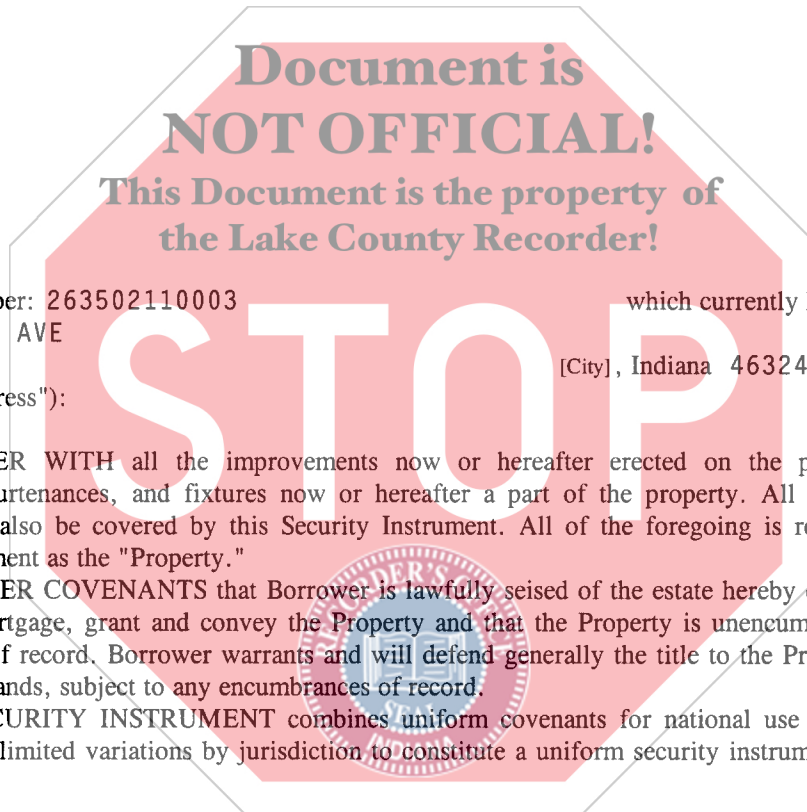 Document is
NOT OFFICIAL!
This Document is the property of
the Lake County Recorder!
ber: 263502110003 which currently
AVE
[City], Indiana 46324
ress"):
STOP
ER WITH all the improvements now or hereafter erected on the p
urtenances, and fixtures now or hereafter a part of the property. All
also be covered by this Security Instrument. All of the foregoing is re
nent as the "Property."
ER COVENANTS that Borrower is lawfully seised of the estate hereby
rtgage, grant and convey the Property and that the Property is unencum
f record. Borrower warrants and will defend generally the title to the Pr
ands, subject to any encumbrances of record.
CURITY INSTRUMENT combines uniform covenants for national use
limited variations by jurisdiction to constitute a uniform security instrum
RECORDER'S
SEAL
INDIANA